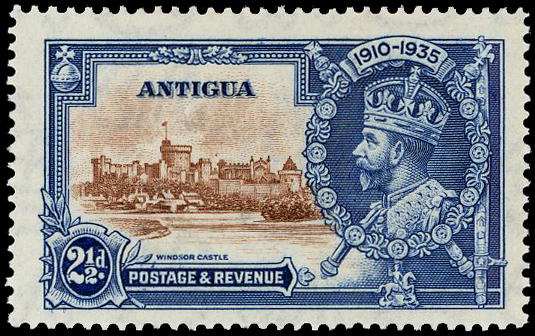 1910-1935
ANTIGUA
WINDSOR CASTLE
2½d.
POSTAGE & REVENUE